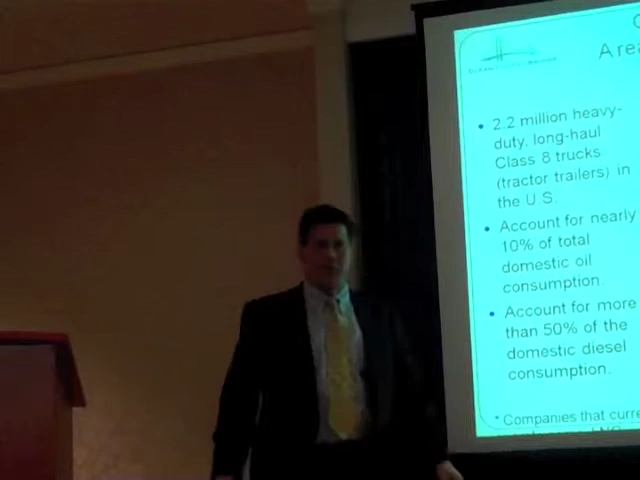 Area
• 2.2 million heavy-
duty, long-haul
Class 8 trucks
(tractor trailers) in
the U.S.
• Account for nearly
10% of total
domestic oil
consumption.
• Account for more
than 50% of the
domestic diesel
consumption.
* Companies that curre